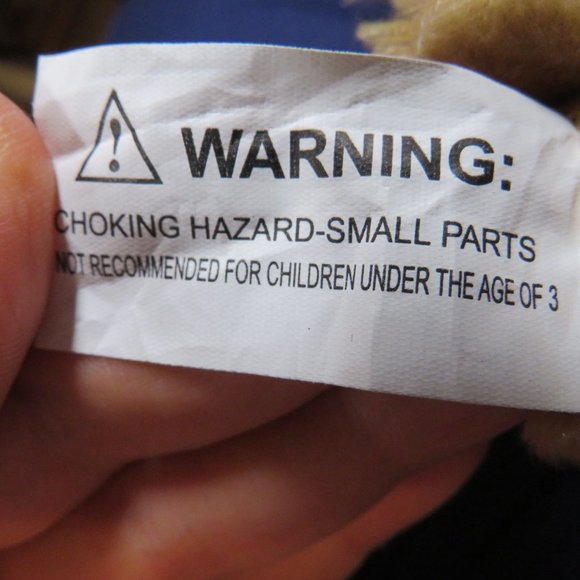 WARNING:
CHOKING HAZARD-SMALL PARTS
NOT RECOMMENDED FOR CHILDREN UNDER THE AGE OF 3